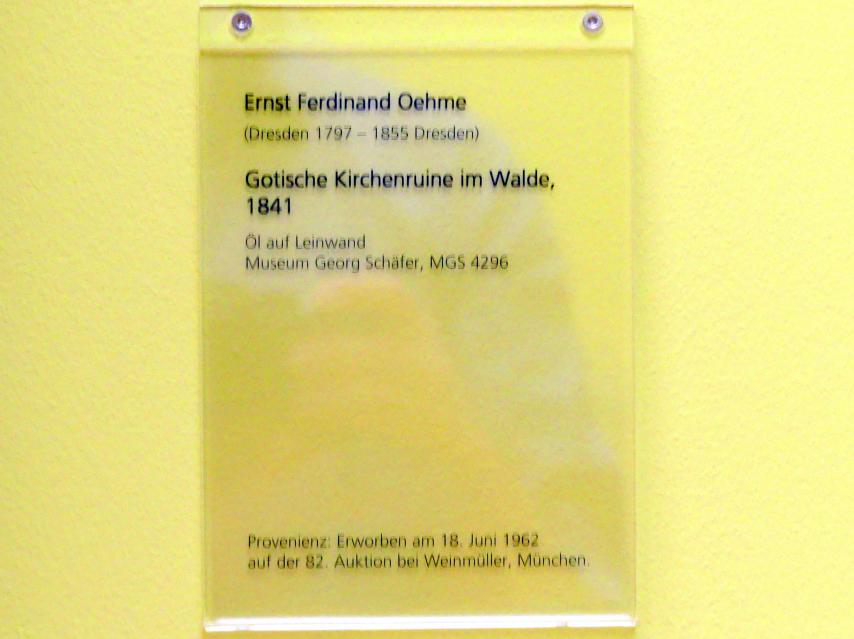 Ernst Ferdinand Oehme
(Dresden 1797 – 1855 Dresden)
Gotische Kirchenruine im Walde,
1841
Öl auf Leinwand
Museum Georg Schäfer, MGS 4296
Provenienz: Erworben am 18. Juni 1962
auf der 82. Auktion bei Weinmüller, München.